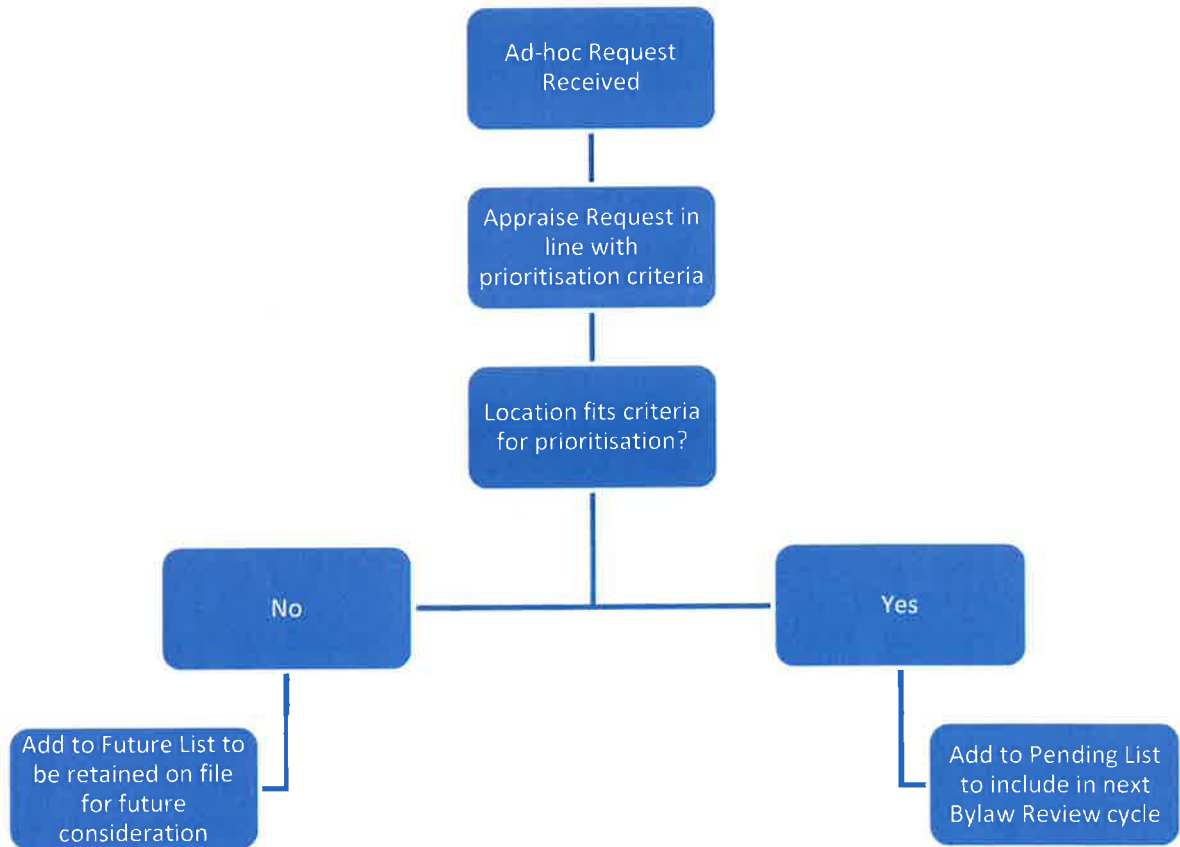 Ad-hoc Request
Received
Appraise Request in
line with
prioritisation criteria
Location fits criteria
for prioritisation?
No
Yes
Add to Future List to
be retained on file
for future
consideration
Add to Pending List
to include in next
Bylaw Review cycle